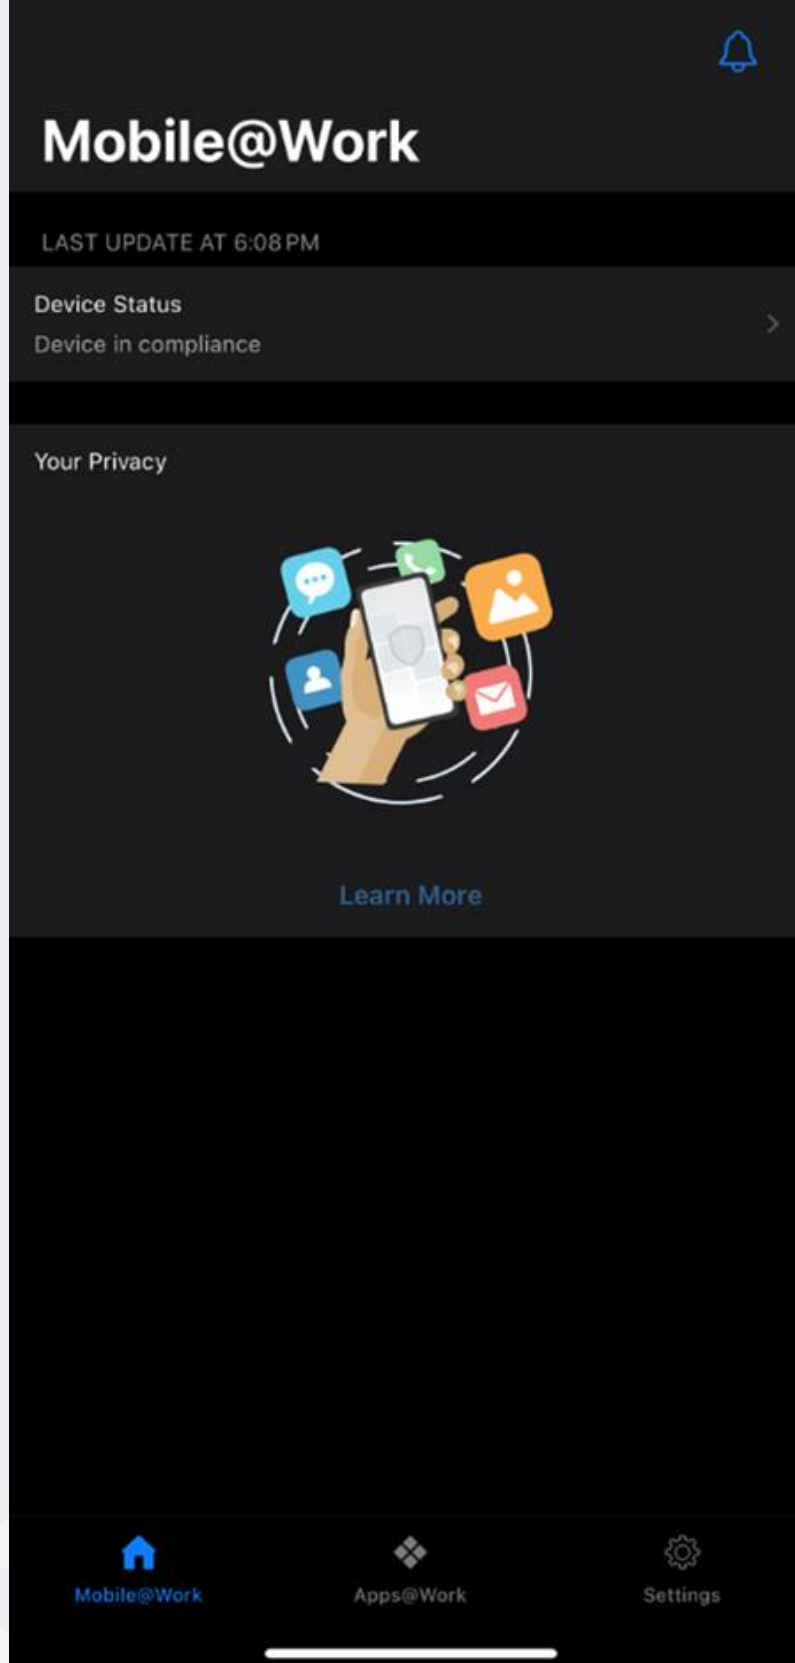 Mobile@Work
LAST UPDATE AT 6:08 PM
Device Status
Device in compliance
Your Privacy
Learn More
Mobile@Work
Apps@Work
Settings